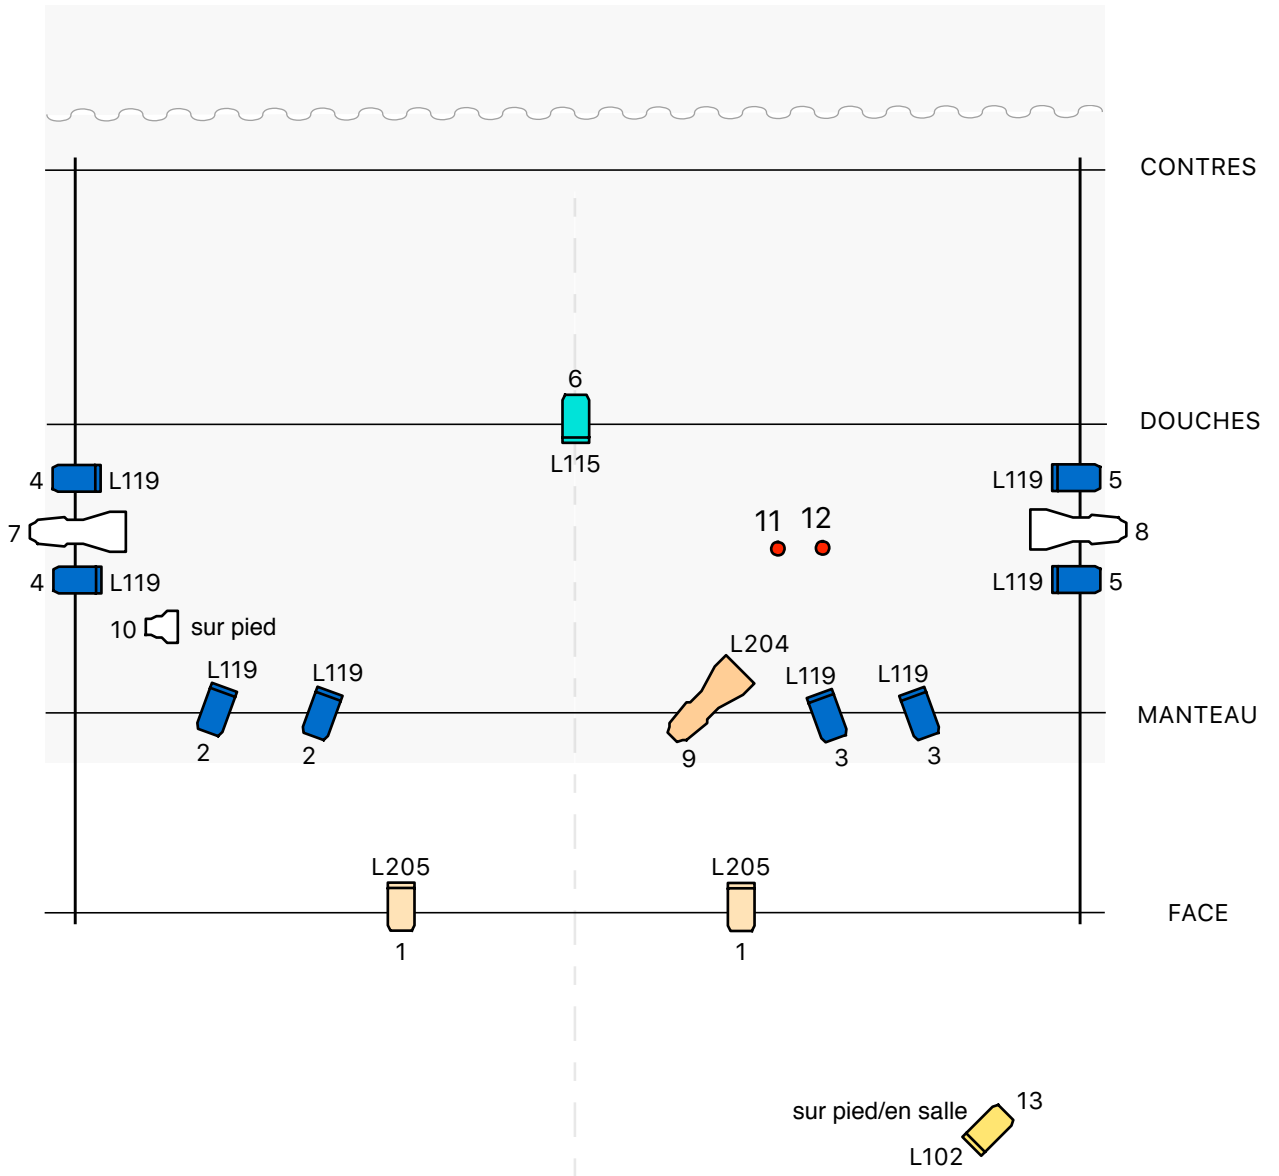 CONTRES
6
DOUCHES
L115
4 L119
L119 5
11 12
7
8
4 L119
L119 5
10 sur pied
L204
L119
L119
L119
L119
MANTEAU
2
2
9
3
3
L205
L205
FACE
1
1
13
sur pied/en salle
L102